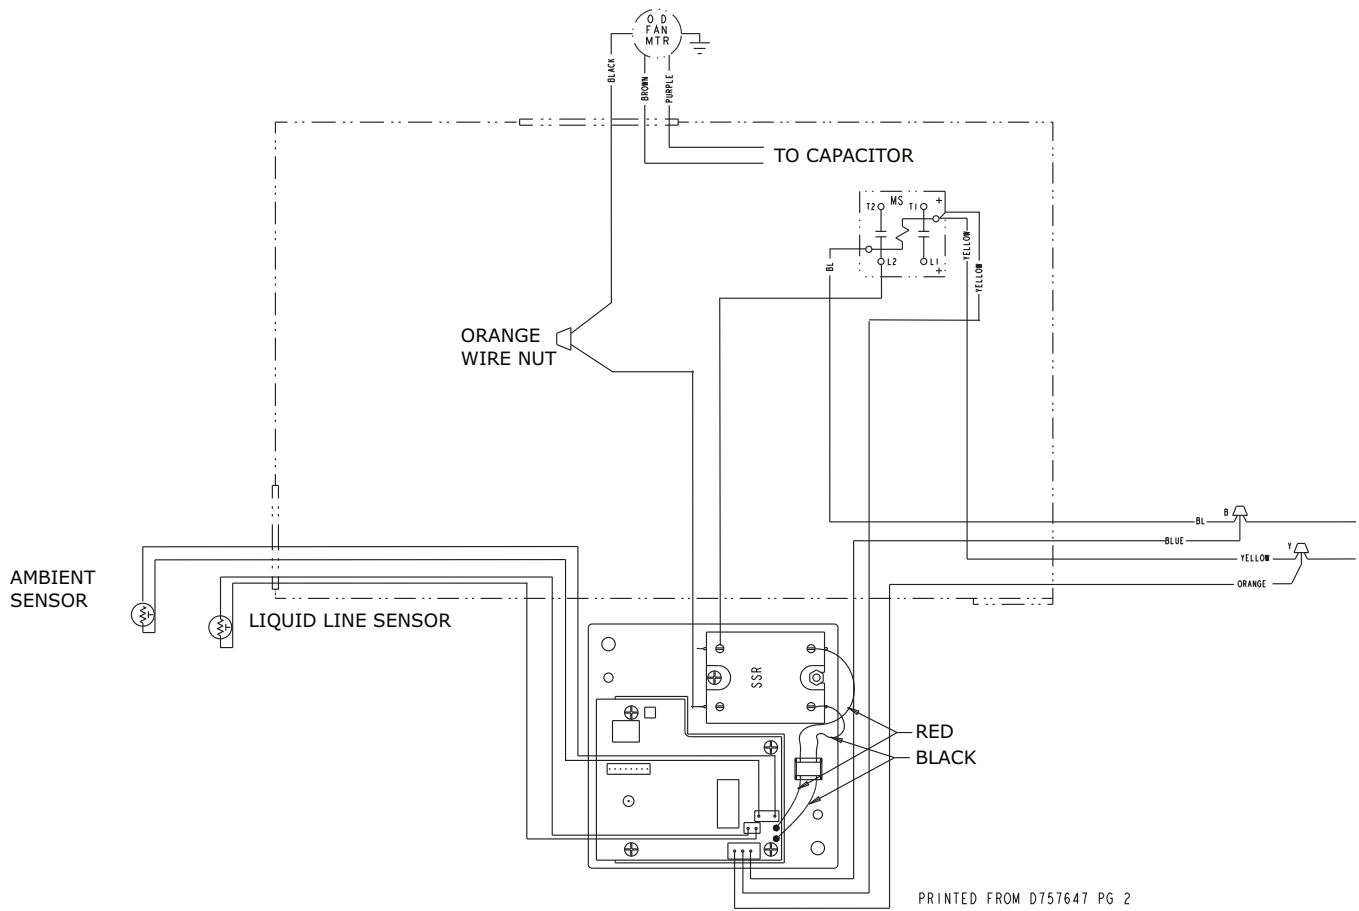 O D
FAN
MTR
BLACK
BROWN
PURPLE
TO CAPACITOR
MS
+
T2
T1
L2
L1
+
BL
YELLOW
YELLOW
ORANGE
WIRE NUT
BL
B
BLUE
Y
YELLOW
ORANGE
AMBIENT
SENSOR
LIQUID LINE SENSOR
SSR
RED
BLACK
PRINTED FROM D757647 PG 2